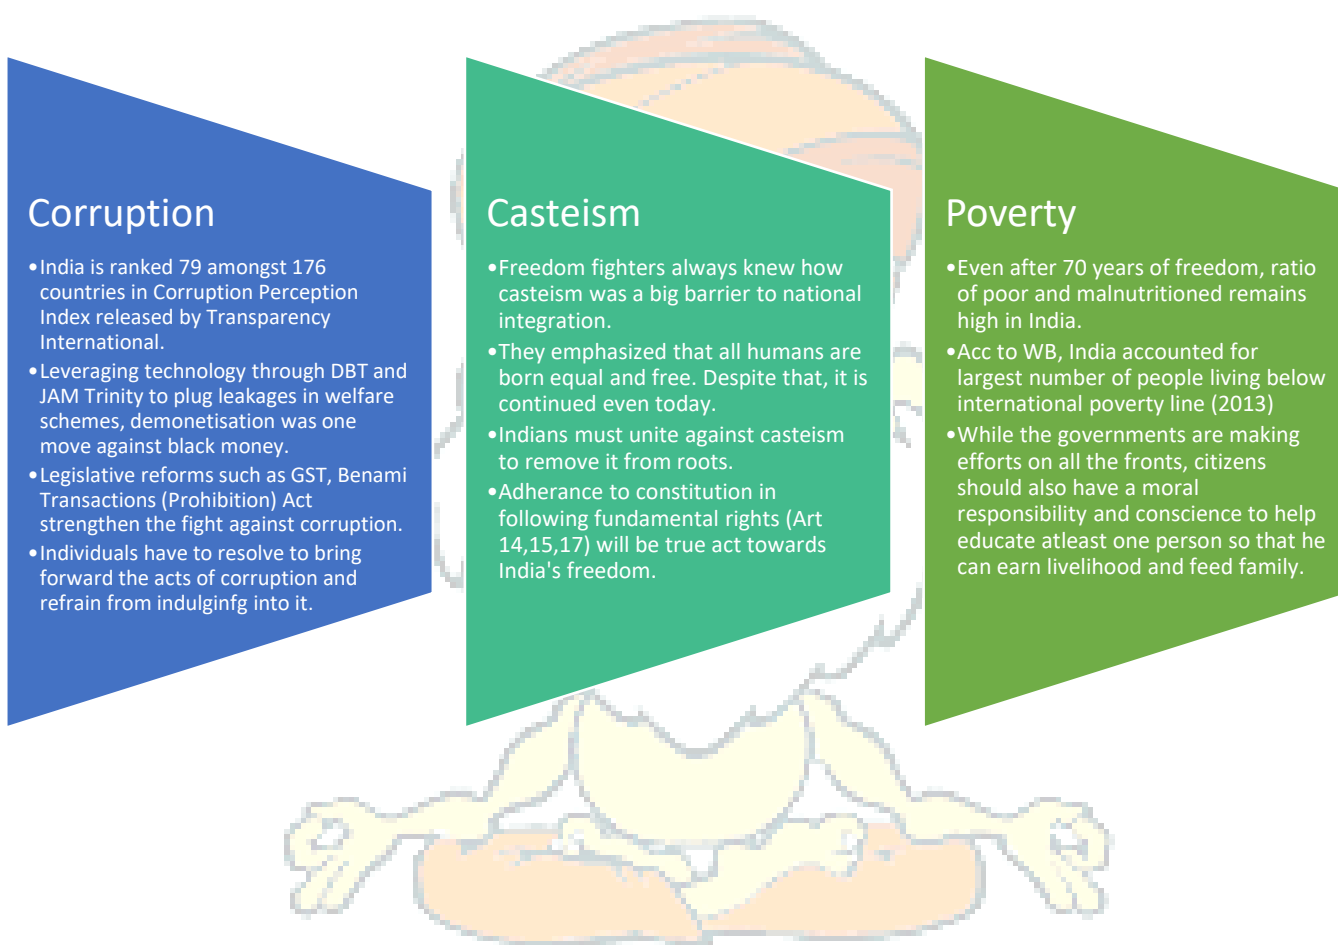 Corruption
•India is ranked 79 amongst 176
countries in Corruption Perception
Index released by Transparency
International.
•Leveraging technology through DBT and
JAM Trinity to plug leakages in welfare
schemes, demonetisation was one
move against black money.
•Legislative reforms such as GST, Benami
Transactions (Prohibition) Act
strengthen the fight against corruption.
•Individuals have to resolve to bring
forward the acts of corruption and
refrain from indulginfg into it.
Casteism
•Freedom fighters always knew how
casteism was a big barrier to national
integration.
•They emphasized that all humans are
born equal and free. Despite that, it is
continued even today.
•Indians must unite against casteism
to remove it from roots.
•Adherance to constitution in
following fundamental rights (Art
14,15,17) will be true act towards
India's freedom.
Poverty
•Even after 70 years of freedom, ratio
of poor and malnutritioned remains
high in India.
•Acc to WB, India accounted for
largest number of people living below
international poverty line (2013)
•While the governments are making
efforts on all the fronts, citizens
should also have a moral
responsibility and conscience to help
educate atleast one person so that he
can earn livelihood and feed family.